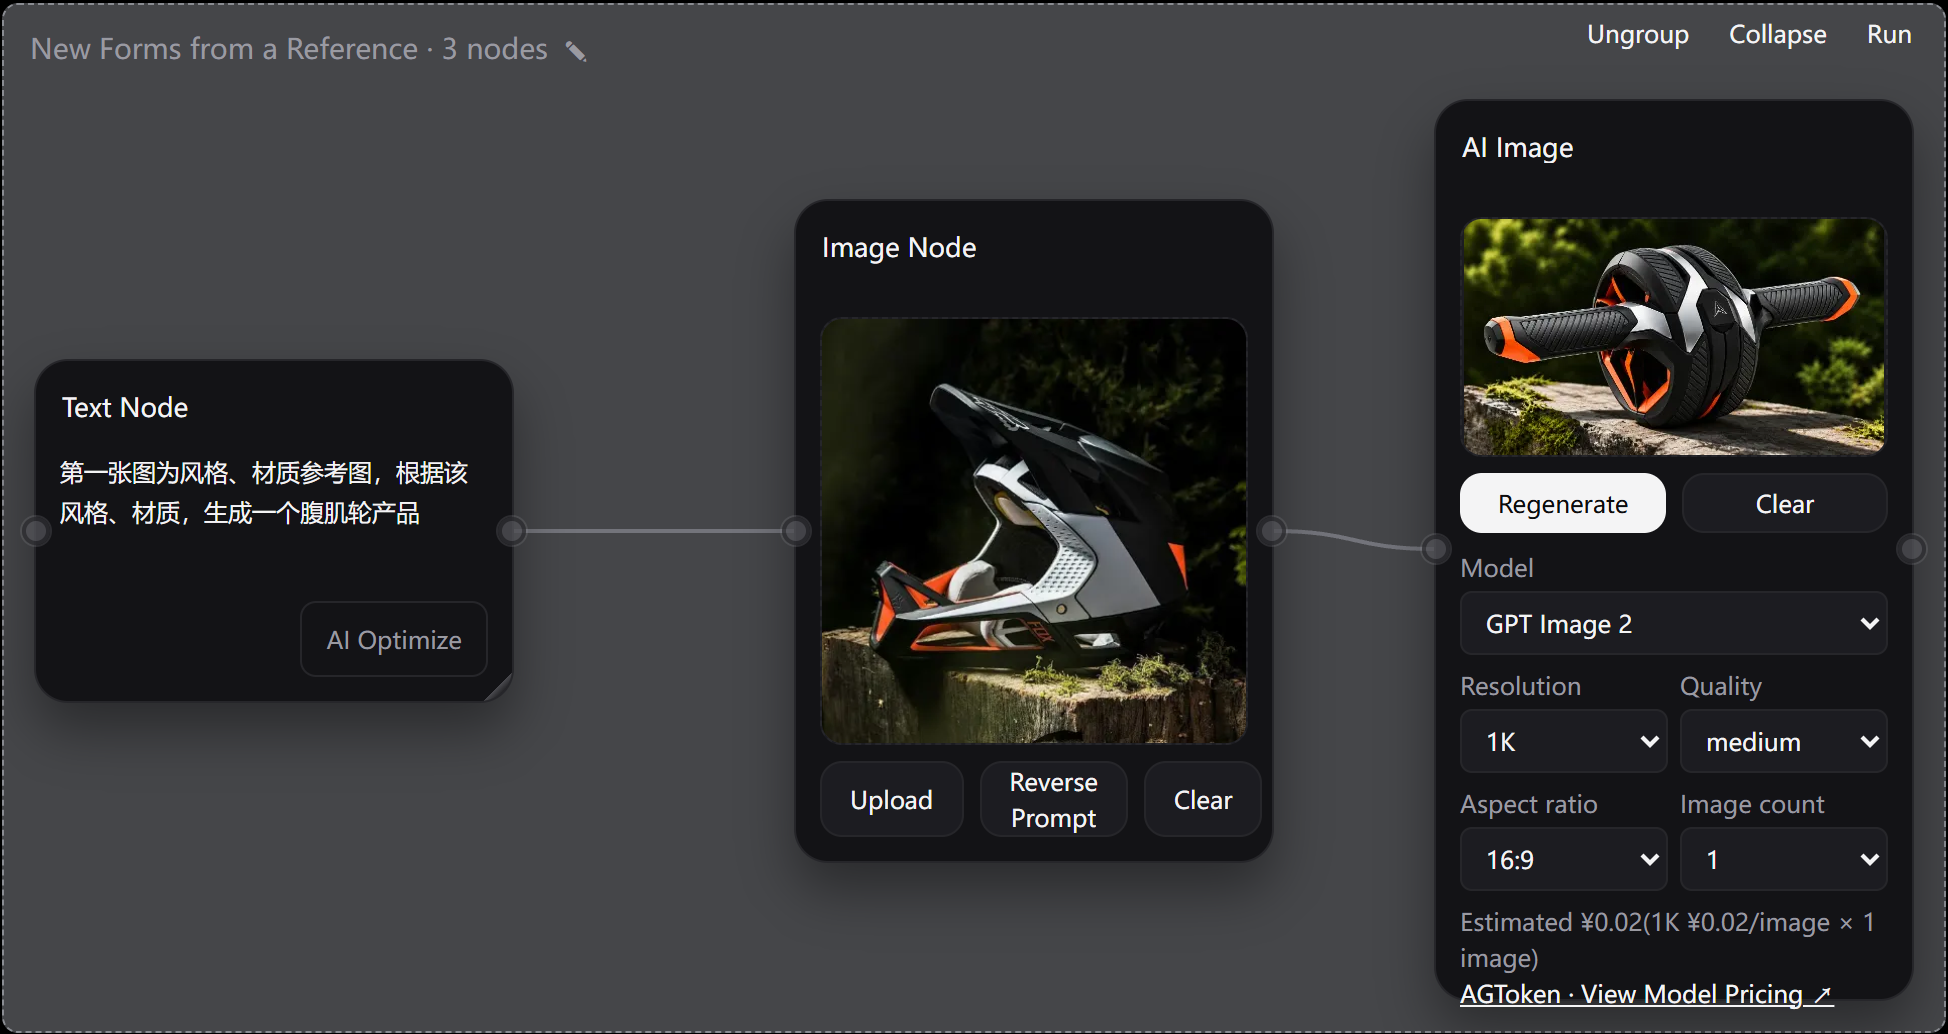 New Forms from a Reference · 3 nodes
Ungroup
Collapse
Run
Text Node
第一张图为风格、材质参考图，根据该
风格、材质，生成一个腹肌轮产品
AI Optimize
Image Node
FOX
Upload
Reverse
Prompt
Clear
AI Image
Regenerate
Clear
Model
GPT Image 2
Resolution
Quality
1K
medium
Aspect ratio
Image count
16:9
1
Estimated ¥0.02(1K ¥0.02/image × 1
image)
AGToken · View Model Pricing ↗